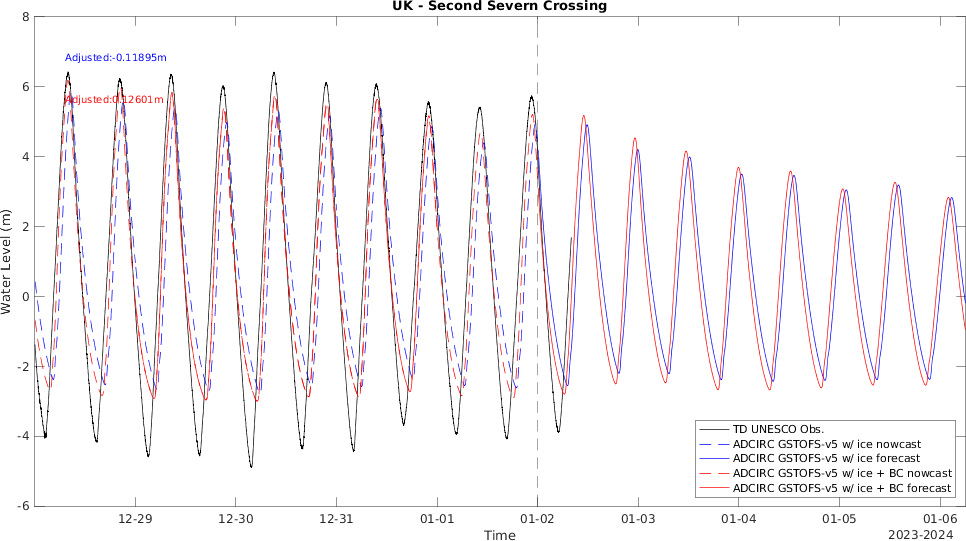 UK - Second Severn Crossing
8
6
4
2
0
-2
-4
-6
Water Level (m)
Adjusted:-0.11895m
Adjusted:0.12601m
TD UNESCO Obs.
ADCIRC GSTOFS-v5 w/ ice nowcast
ADCIRC GSTOFS-v5 w/ ice forecast
ADCIRC GSTOFS-v5 w/ ice + BC nowcast
ADCIRC GSTOFS-v5 w/ ice + BC forecast
12-29 12-30 12-31 01-01 01-02 01-03 01-04 01-05 01-06
Time
2023-2024